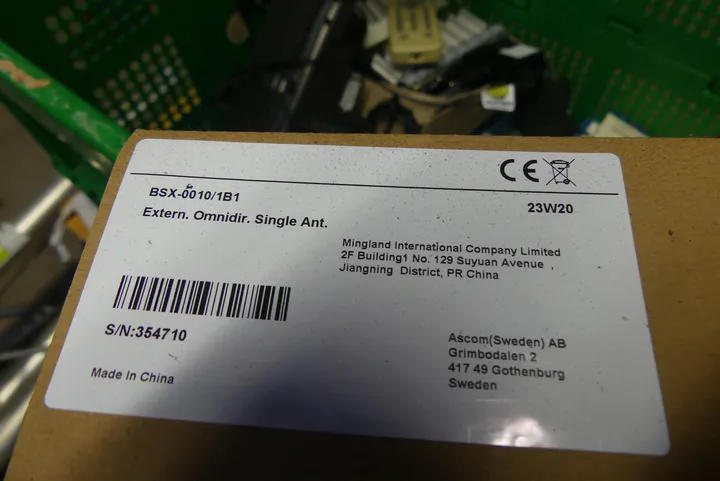 CE
BSX-0010/1B1
23W20
Extern. Omnidir. Single Ant.
Mingland International Company Limited
2F Building1 No. 129 Suyuan Avenue ,
Jiangning District, PR China
S/N:354710
Made In China
Ascom(Sweden) AB
Grimbodalen 2
417 49 Gothenburg
Sweden